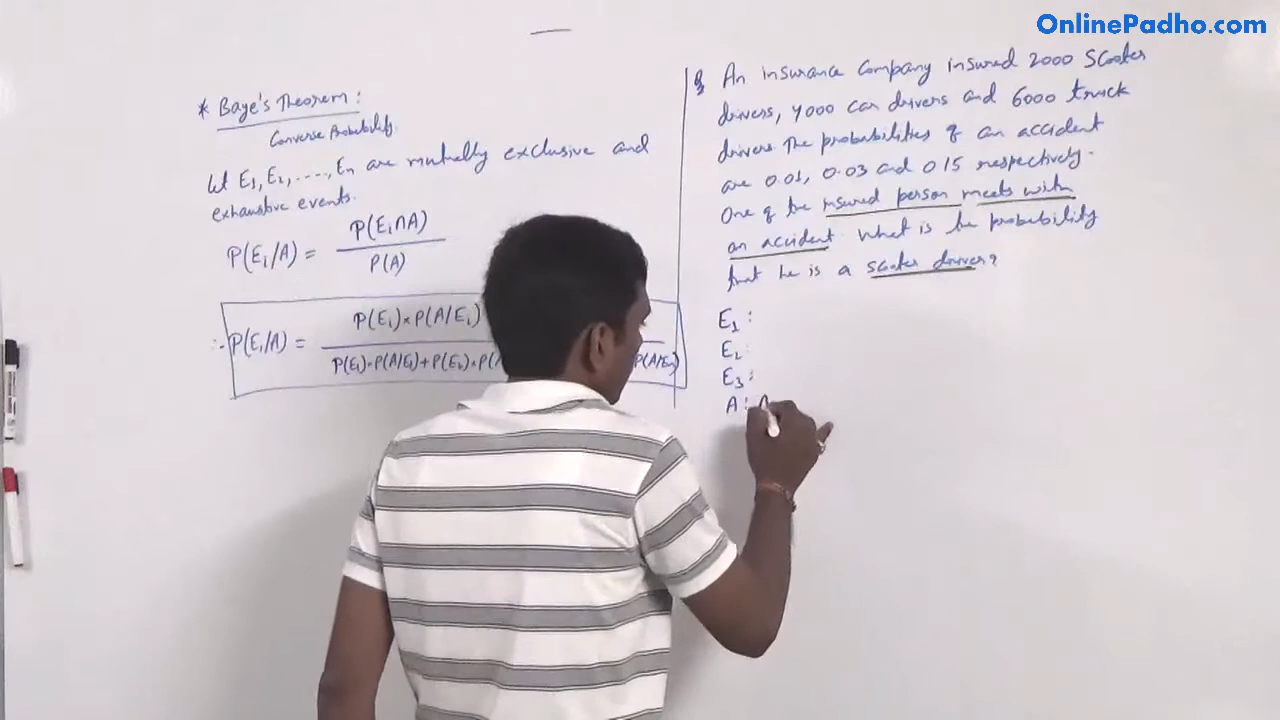 OnlinePadho.com
* Baye's Theorem:
Converse Probability.
Let E1, E2, ...., En are mutually exclusive and
exhaustive events.
P(E1/A) = P(E1∩A)
P(A)
∴ P(E1/A) = P(E1)×P(A/E1)
P(E1)×P(A/E1)+P(E2)×P(A P(A/En)
Q An insurance company insured 2000 Scooter
drivers, 4000 car drivers and 6000 truck
drivers. The probabilities of an accident
are 0.01, 0.03 and 0.15 respectively.
One of the insured person meets with
an accident. What is the probability
that he is a scooter driver?
E1 :
E2 :
E3 :
A : A